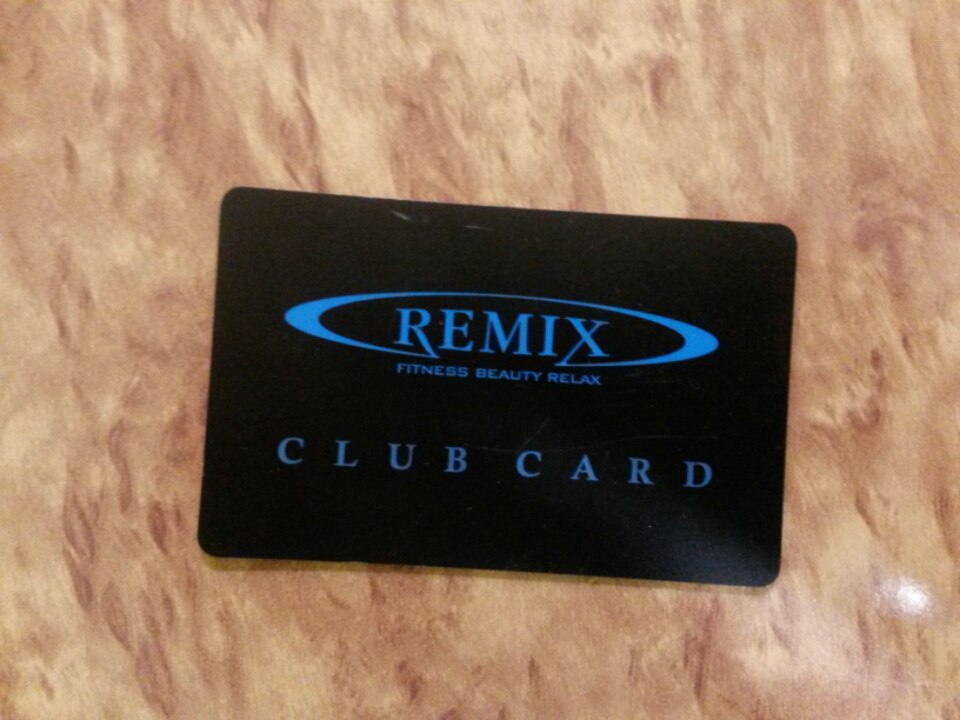 REMIX
FITNESS BEAUTY RELAX
CLUB CARD